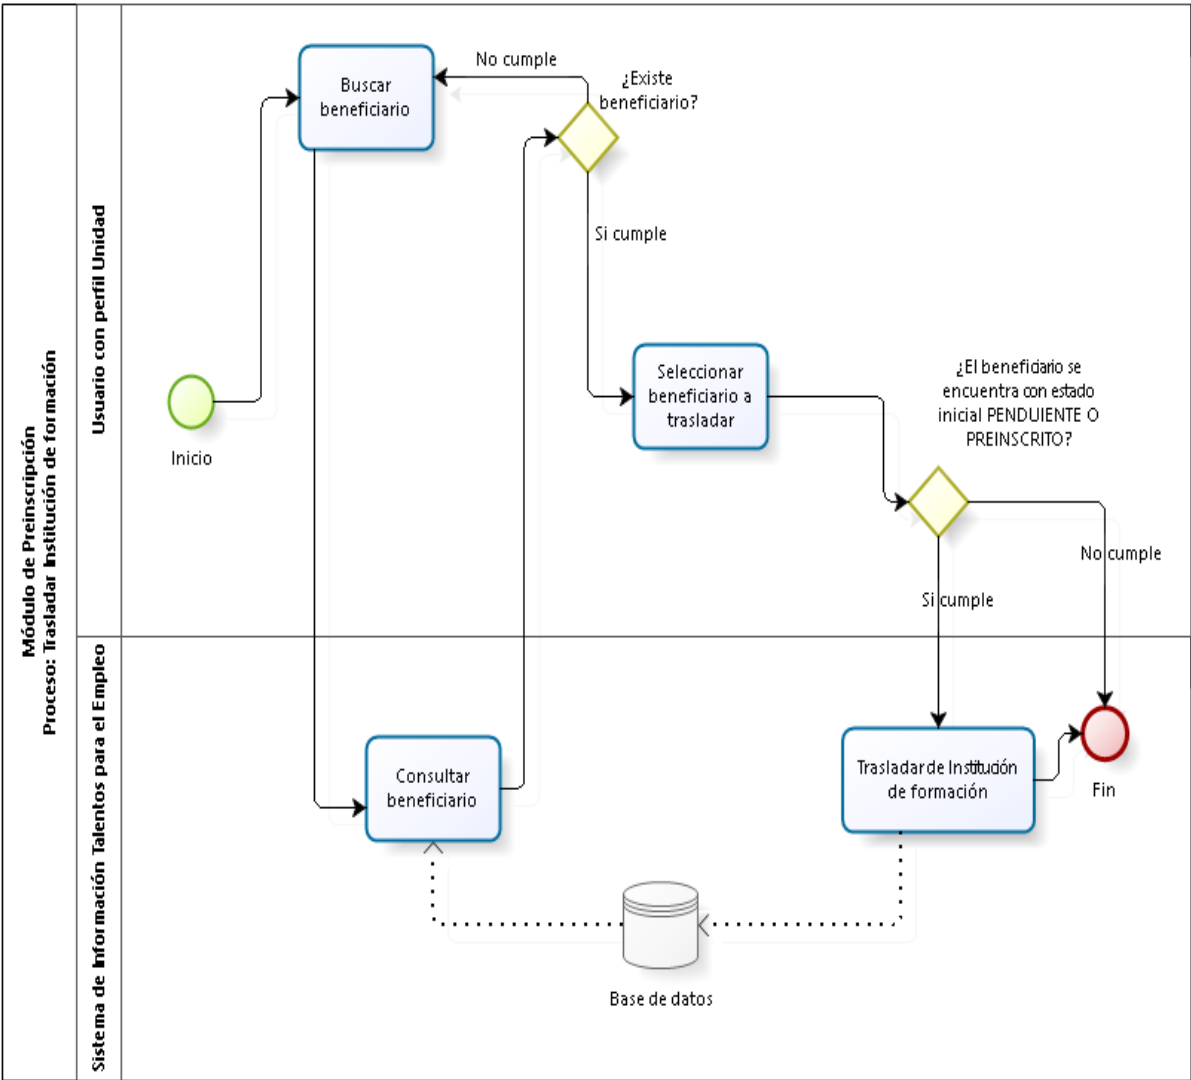 Módulo de Preinscripción
Proceso: Trasladar Institución de formación
Usuario con perfil Unidad
Inicio
Buscar
beneficiario
No cumple
¿Existe
beneficiario?
Si cumple
Seleccionar
beneficiario a
trasladar
¿El beneficiario se
encuentra con estado
inicial PENDUIENTE O
PREINSCRITO?
No cumple
Si cumple
Sistema de Información Talentos para el Empleo
Consultar
beneficiario
Trasladar de Institución
de formación
Fin
Base de datos